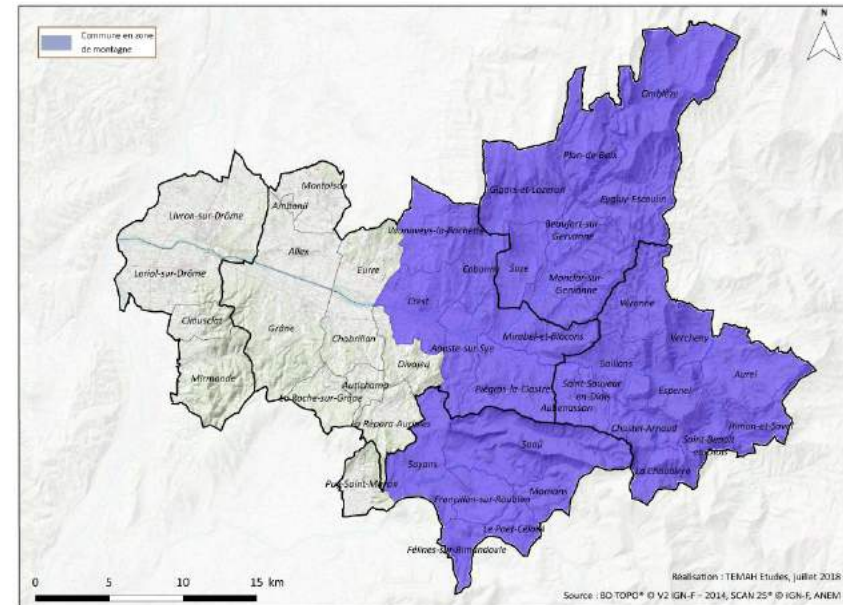 N
Commune en zone
de montagne
Omblèze
Plan-de-Baix
Montoison
Gigors-et-Lozeron
Ambonil
Eygluy-Escoulin
Livron-sur-Drôme
Beaufort-sur-
Gervanne
Vaunaveys-la-Rochette
Allex
Eurre
Cobonne
Suze
Loriol-sur-Drôme
Montclar-sur-
Gervanne
Crest
Véronne
Cliousclat
Grâne
Mirabel-et-Blacons
Vercheny
Chabrillan
Aouste-sur-Sye
Divajeu
Saillans
Aurel
Mirmande
Autichamp
Piégros-la-Clastre
Saint-Sauveur
en-Diois
Espenel
La Roche-sur-Grâne
Aubenasson
La Répara-Auriples
Chastel-Arnaud
Rimon-et-Savel
Saint-Benoit
en-Diois
Saoû
Soyans
La Chaudière
Puy-Saint-Martin
Mornans
Francillon-sur-Roubion
Le Poët-Célard
Félines-sur-Rimandoule
0 5 10 15 km
Réalisation : TEMAH Etudes, juillet 2018
Source : BD TOPO® © V2 IGN-F - 2014, SCAN 25® © IGN-F, ANEM